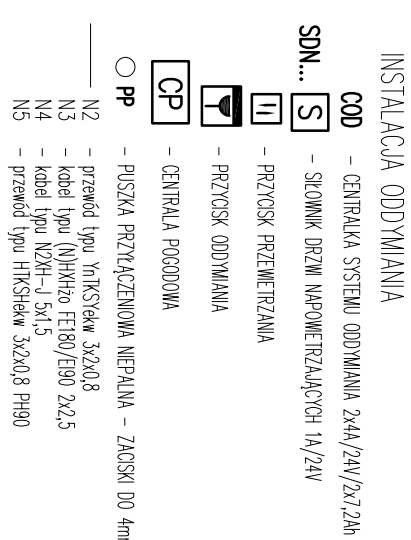 INSTALACJA ODDYMIANIA
COD - CENTRALKA SYSTEMU ODDYMIANIA 2x4A/24V/2x7,2Ah
SDN... S - SIŁOWNIK DRZWI NAPOWIETRZAJĄCYCH 1A/24V
- PRZYCISK PRZEWIETRZANIA
- PRZYCISK ODDYMIANIA
CP - CENTRALA POGODOWA
PP - PUSZKA PRZYŁĄCZENIOWA NIEPALNA - ZACISKI DO 4m
N2 - przewód typu YnTKSYekw 3x2x0,8
N3 - kabel typu (N)HXHżo FE180/EI90 2x2,5
N4 - kabel typu N2XH-J 5x1,5
N5 - przewód typu HTKSHekw 3x2x0,8 PH90